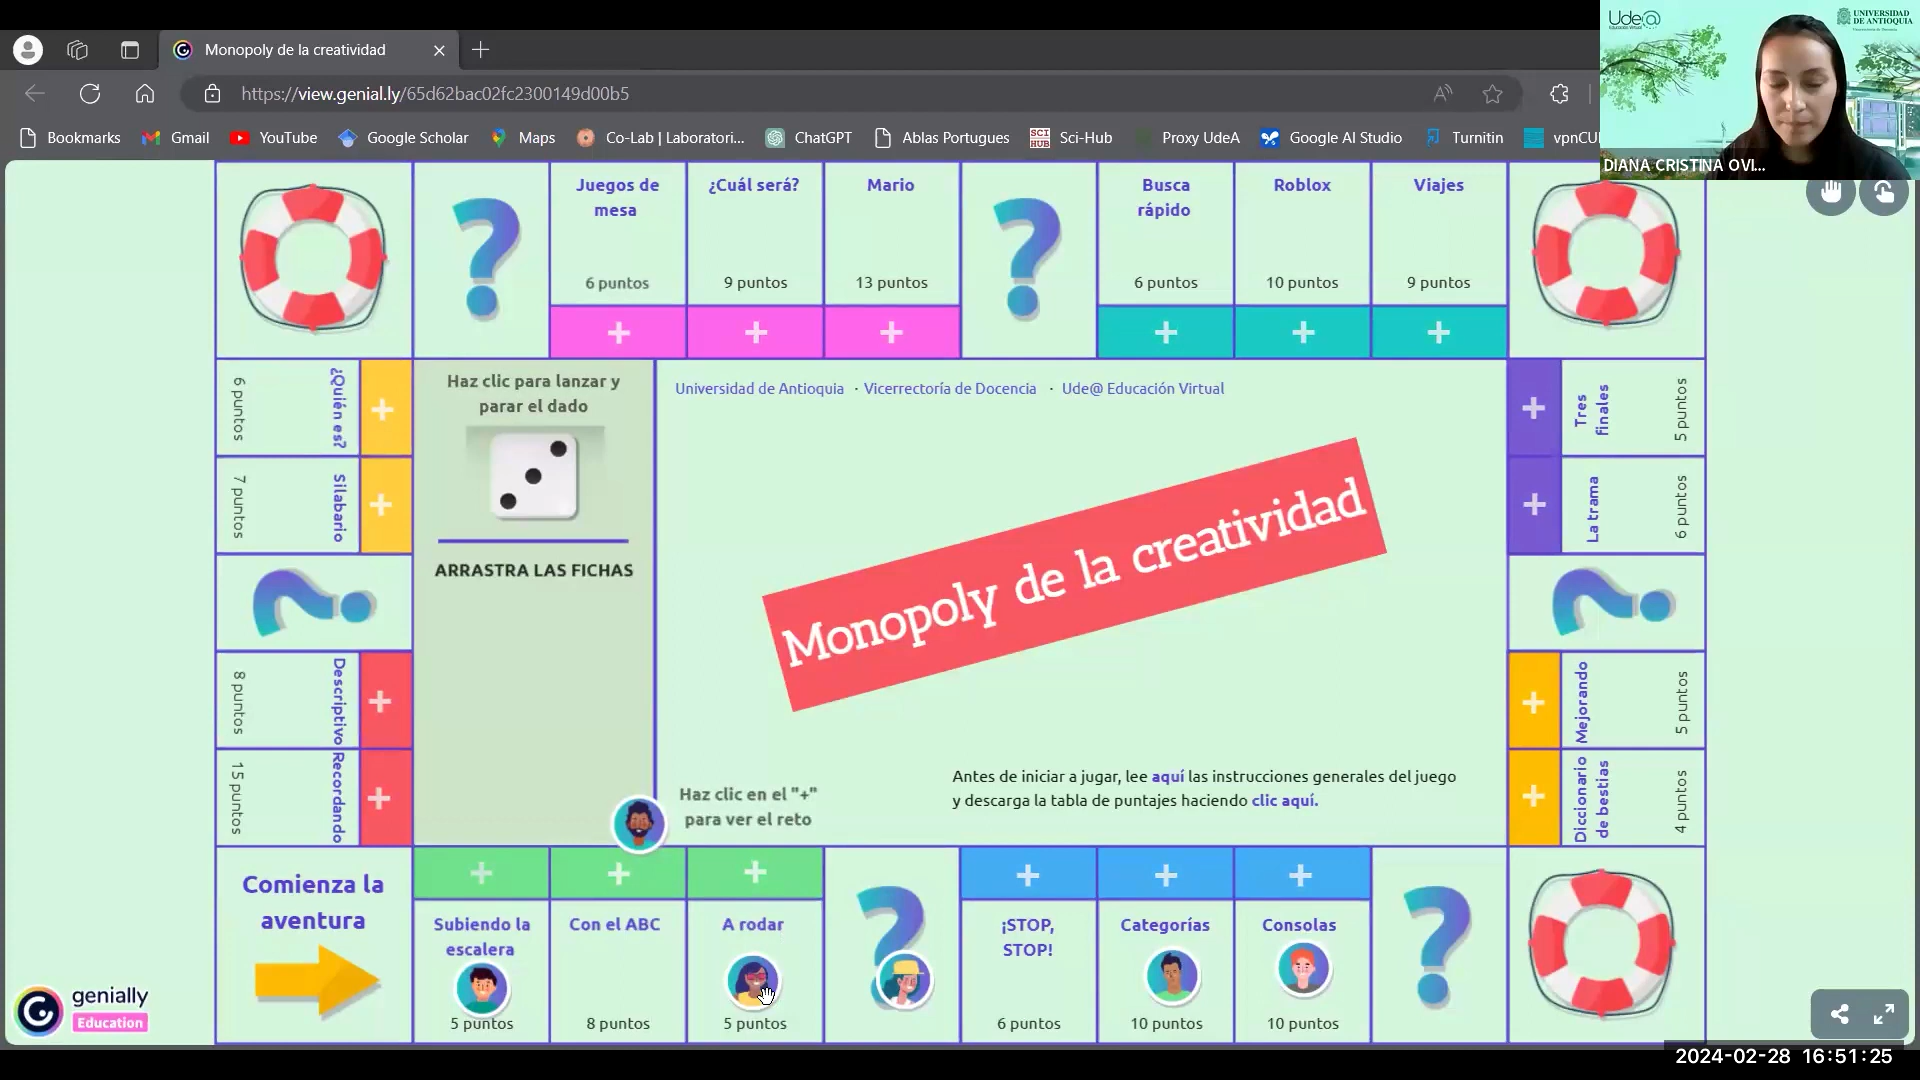 Monopoly de la creatividad
https://view.genial.ly/65d62bac02fc2300149d00b5
Bookmarks Gmail YouTube Google Scholar Maps Co-Lab | Laboratori... ChatGPT Ablas Portugues Sci-Hub Proxy UdeA Google AI Studio Turnitin vpnCU
Ude@
UNIVERSIDAD
DE ANTIOQUIA
DIANA CRISTINA OVI...
Juegos de
mesa
6 puntos
¿Cuál será?
9 puntos
Mario
13 puntos
Busca
rápido
6 puntos
Roblox
10 puntos
Viajes
9 puntos
¿Quién es?
6 puntos
Silabario
7 puntos
Descriptivo
8 puntos
Recordando
15 puntos
Haz clic para lanzar y
parar el dado
ARRASTRA LAS FICHAS
Universidad de Antioquia · Vicerrectoría de Docencia · Ude@ Educación Virtual
Monopoly de la creatividad
Haz clic en el "+"
para ver el reto
Antes de iniciar a jugar, lee aquí las instrucciones generales del juego
y descarga la tabla de puntajes haciendo clic aquí.
Tres
finales
5 puntos
La trama
6 puntos
Mejorando
5 puntos
Diccionario
de bestias
4 puntos
Comienza la
aventura
Subiendo la
escalera
5 puntos
Con el ABC
8 puntos
A rodar
5 puntos
¡STOP,
STOP!
6 puntos
Categorías
10 puntos
Consolas
10 puntos
genially
Education
2024-02-28 16:51:25